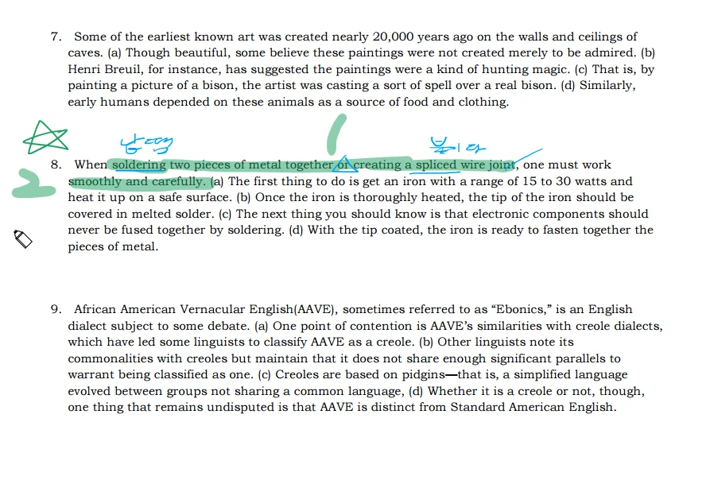 7. Some of the earliest known art was created nearly 20,000 years ago on the walls and ceilings of
caves. (a) Though beautiful, some believe these paintings were not created merely to be admired. (b)
Henri Breuil, for instance, has suggested the paintings were a kind of hunting magic. (c) That is, by
painting a picture of a bison, the artist was casting a sort of spell over a real bison. (d) Similarly,
early humans depended on these animals as a source of food and clothing.
납땜
붙이다
8. When soldering two pieces of metal together or creating a spliced wire joint, one must work
smoothly and carefully. (a) The first thing to do is get an iron with a range of 15 to 30 watts and
heat it up on a safe surface. (b) Once the iron is thoroughly heated, the tip of the iron should be
covered in melted solder. (c) The next thing you should know is that electronic components should
never be fused together by soldering. (d) With the tip coated, the iron is ready to fasten together the
pieces of metal.
9. African American Vernacular English(AAVE), sometimes referred to as “Ebonics,” is an English
dialect subject to some debate. (a) One point of contention is AAVE’s similarities with creole dialects,
which have led some linguists to classify AAVE as a creole. (b) Other linguists note its
commonalities with creoles but maintain that it does not share enough significant parallels to
warrant being classified as one. (c) Creoles are based on pidgins—that is, a simplified language
evolved between groups not sharing a common language, (d) Whether it is a creole or not, though,
one thing that remains undisputed is that AAVE is distinct from Standard American English.